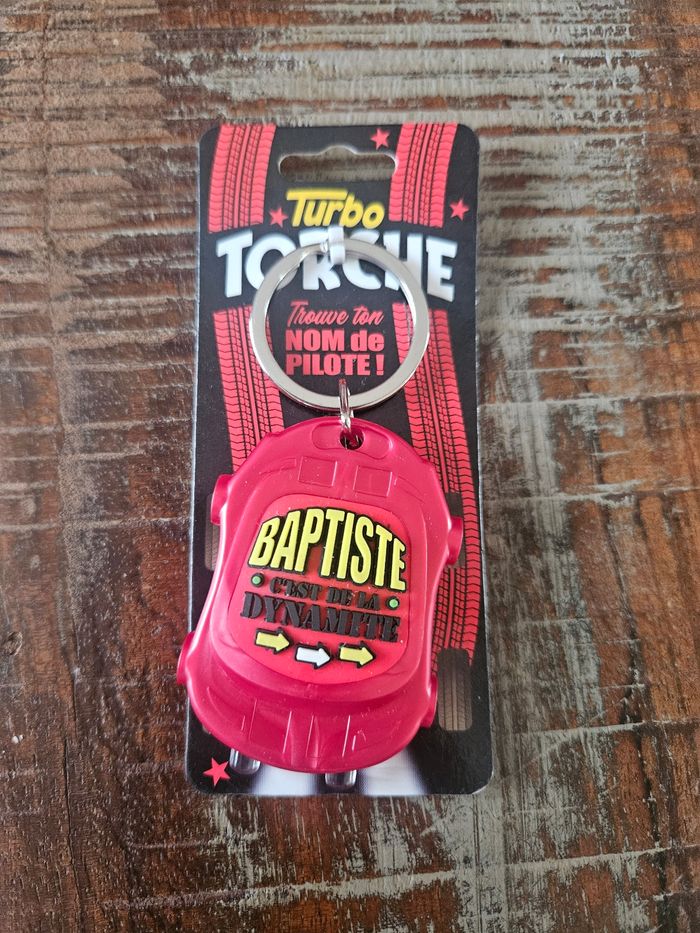 Turbo
TORCHE
Trouve ton
NOM de
PILOTE !
BAPTISTE
• C'EST DE LA •
DYNAMITE